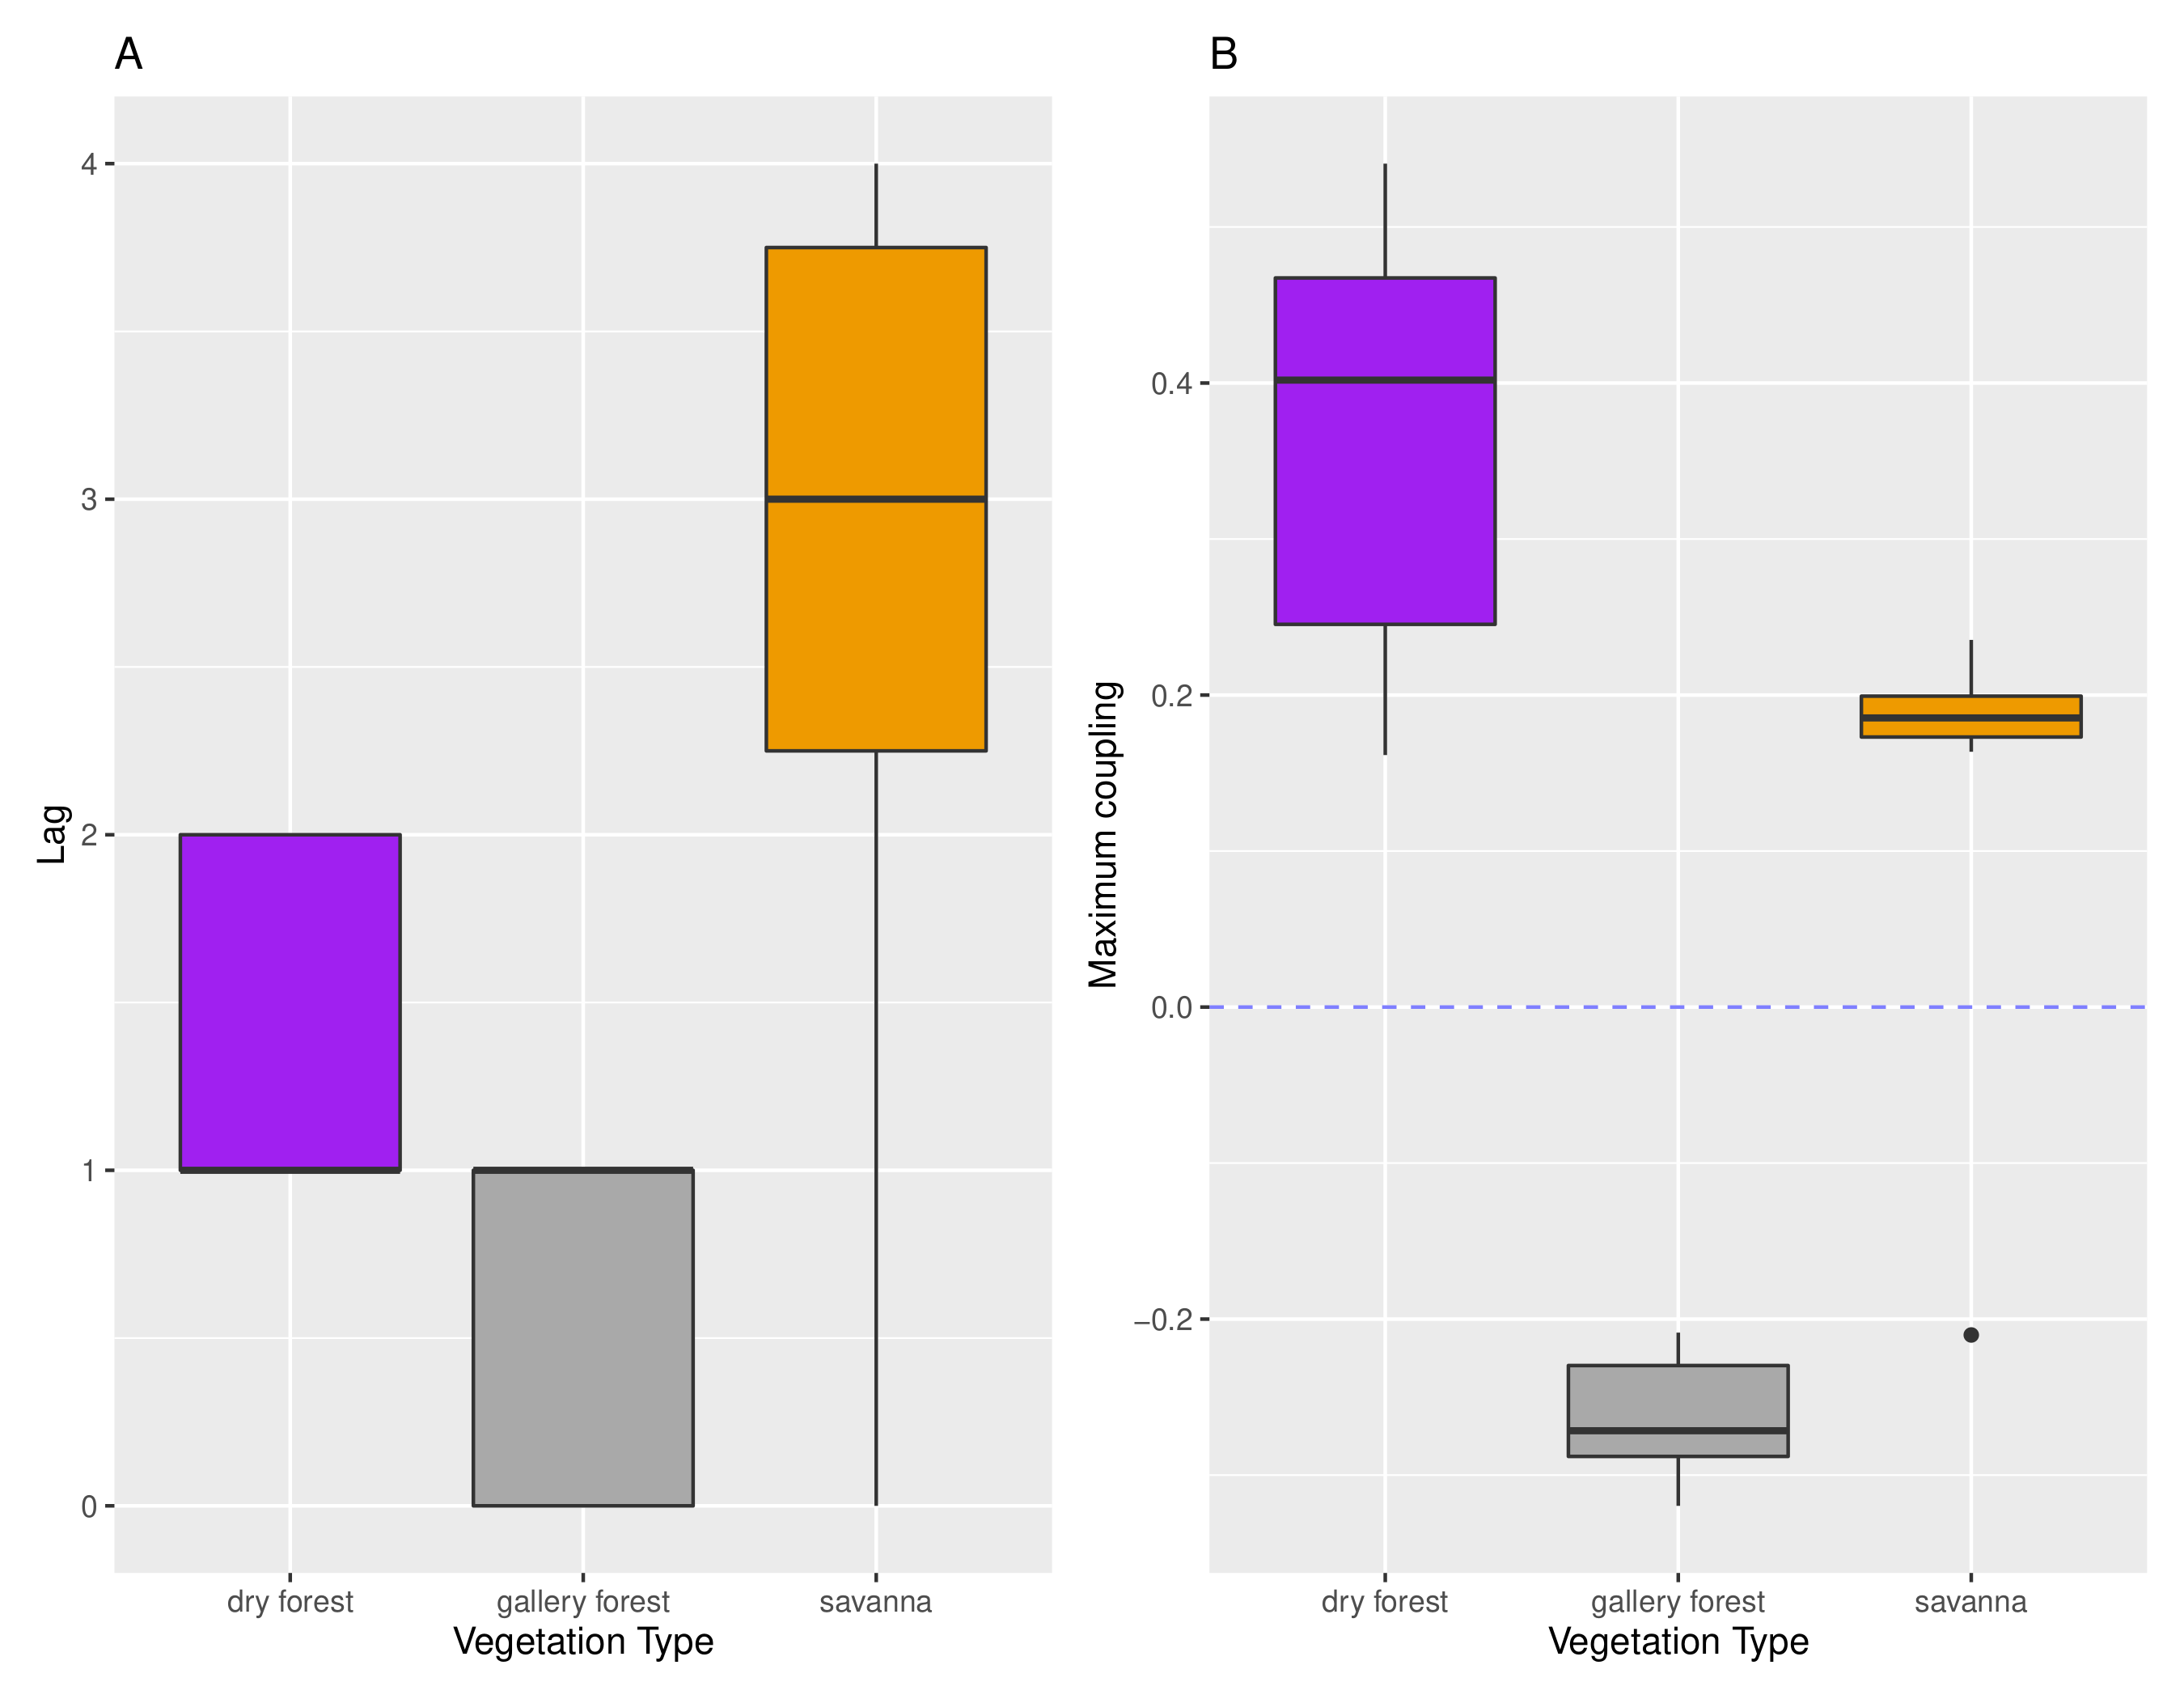 A
Lag
4
3
2
1
0
dry forest
gallery forest
savanna
Vegetation Type
B
Maximum coupling
0.4
0.2
0.0
−0.2
dry forest
gallery forest
savanna
Vegetation Type